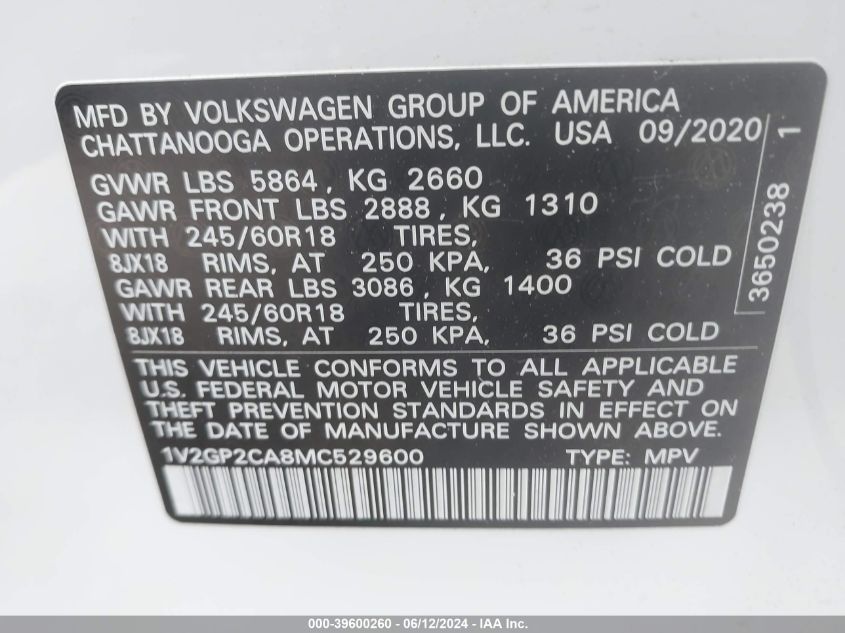 MFD BY VOLKSWAGEN GROUP OF AMERICA
CHATTANOOGA OPERATIONS, LLC. USA 09/2020
GVWR LBS 5864, KG 2660
GAWR FRONT LBS 2888, KG 1310
WITH 245/60R18 TIRES,
8JX18 RIMS, AT 250 KPA, 36 PSI COLD
GAWR REAR LBS 3086, KG 1400
WITH 245/60R18 TIRES,
8JX18 RIMS, AT 250 KPA, 36 PSI COLD
THIS VEHICLE CONFORMS TO ALL APPLICABLE
U.S. FEDERAL MOTOR VEHICLE SAFETY AND
THEFT PREVENTION STANDARDS IN EFFECT ON
THE DATE OF MANUFACTURE SHOWN ABOVE.
1V2GP2CA8MC529600 TYPE: MPV
3650238 1
000-39600260 - 06/12/2024 - IAA Inc.